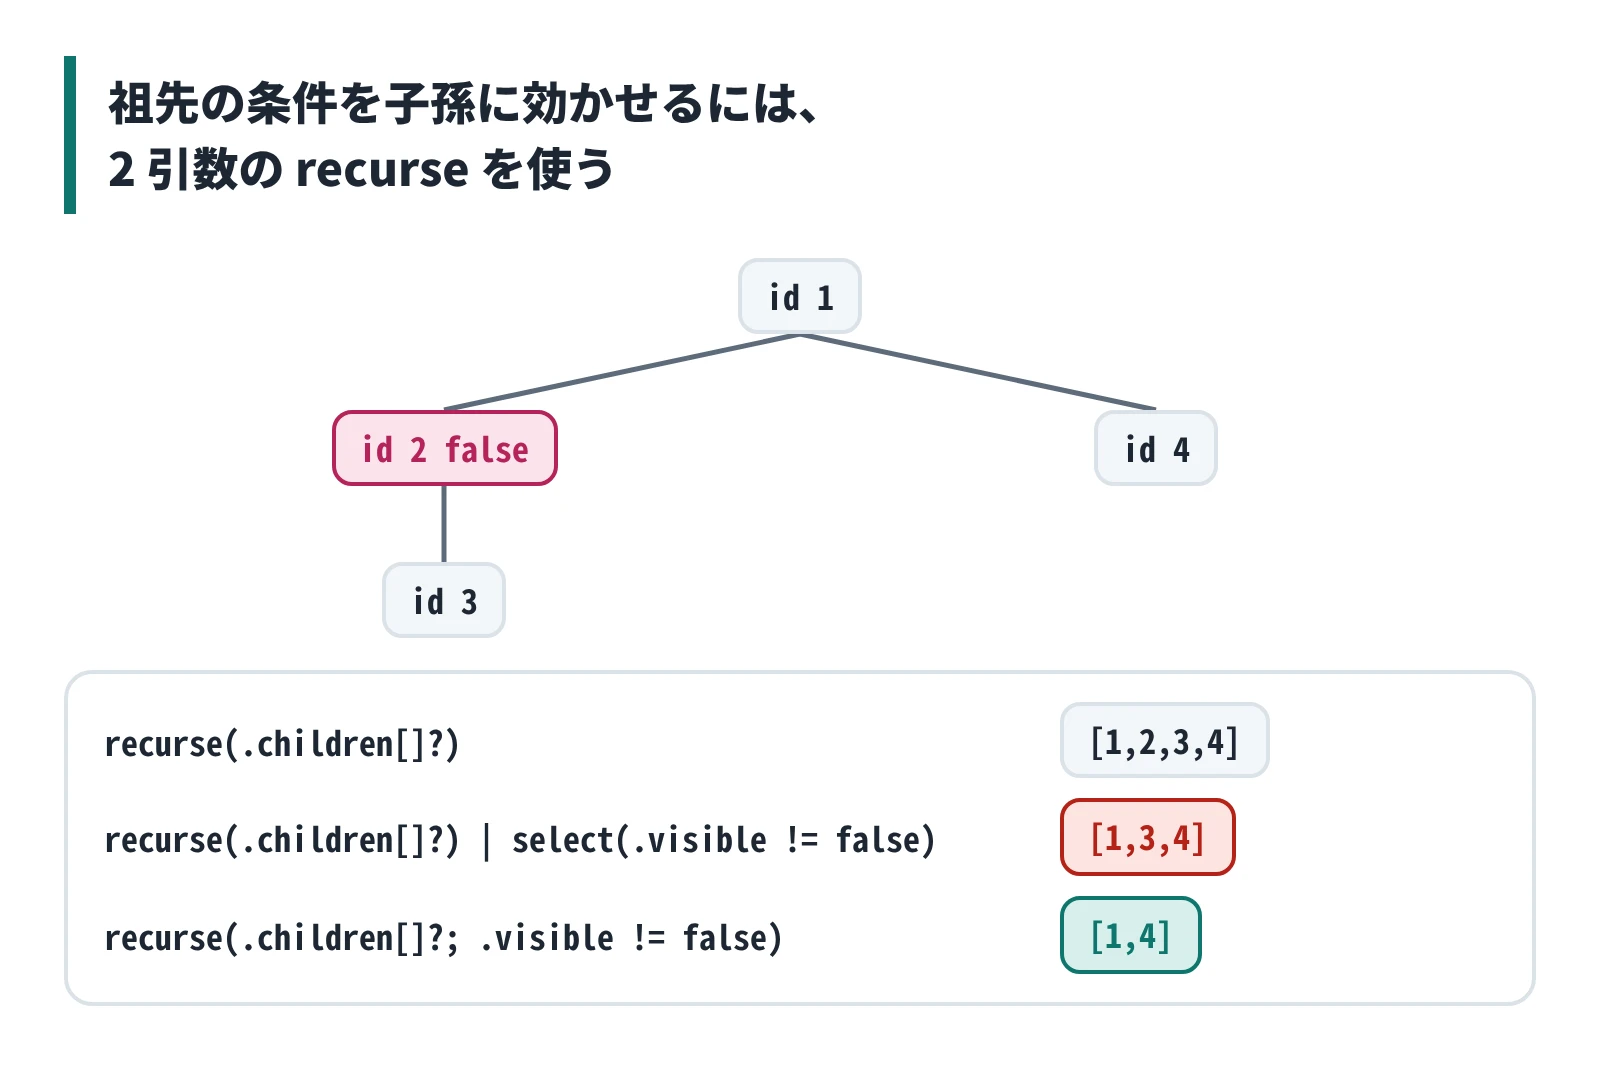 祖先の条件を子孫に効かせるには、
2 引数の recurse を使う
id 1
id 2 false
id 4
id 3
recurse(.children[]?)
[1,2,3,4]
recurse(.children[]?) | select(.visible != false)
[1,3,4]
recurse(.children[]?; .visible != false)
[1,4]